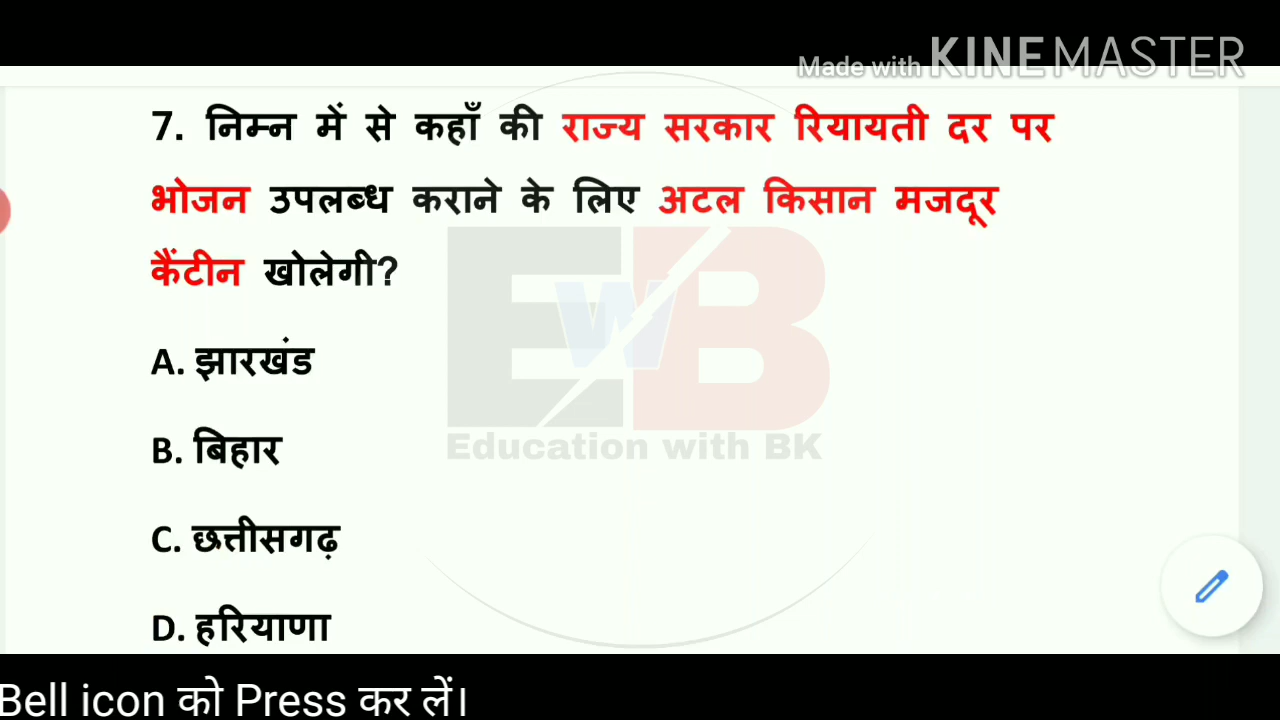 Made with KINEMASTER
7. निम्न में से कहाँ की राज्य सरकार रियायती दर पर
भोजन उपलब्ध कराने के लिए अटल किसान मजदूर
कैंटीन खोलेगी?
EWB
A. झारखंड
B. बिहार
Education with BK
C. छत्तीसगढ़
D. हरियाणा
Bell icon को Press कर लें।